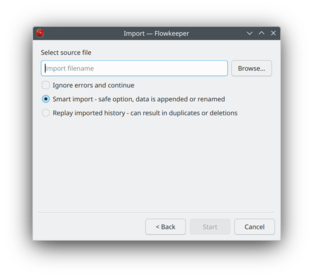 Import — Flowkeeper
Select source file
Import filename
Browse...
Ignore errors and continue
Smart import - safe option, data is appended or renamed
Replay imported history - can result in duplicates or deletions
< Back
Start
Cancel